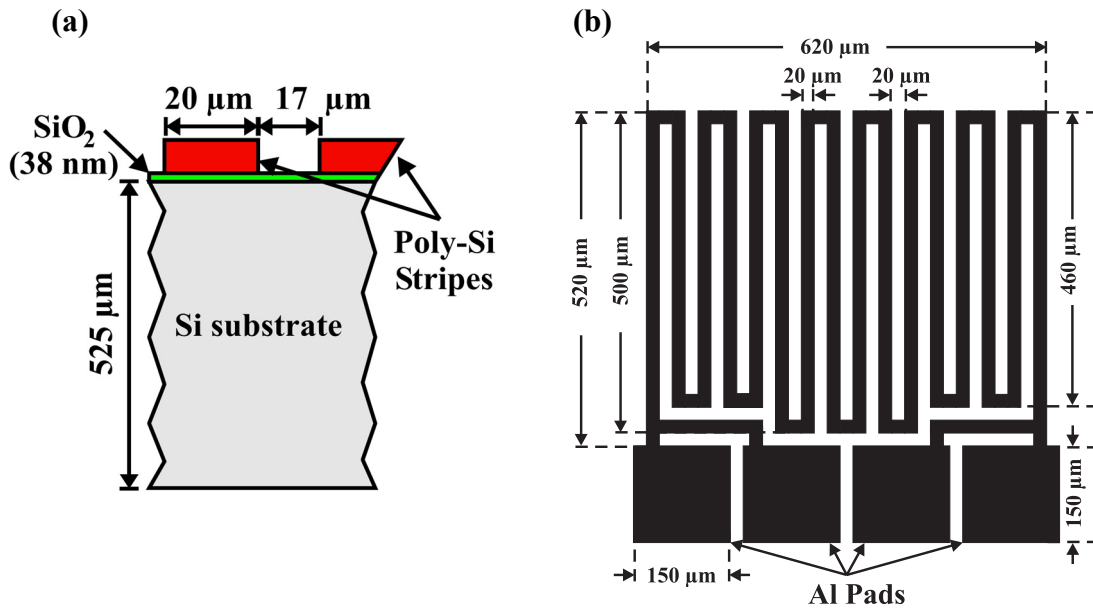 (a)
20 µm
17 µm
SiO2
(38 nm)
Poly-Si
Stripes
525 µm
Si substrate
(b)
620 µm
20 µm
20 µm
520 µm
500 µm
460 µm
150 µm
150 µm
Al Pads